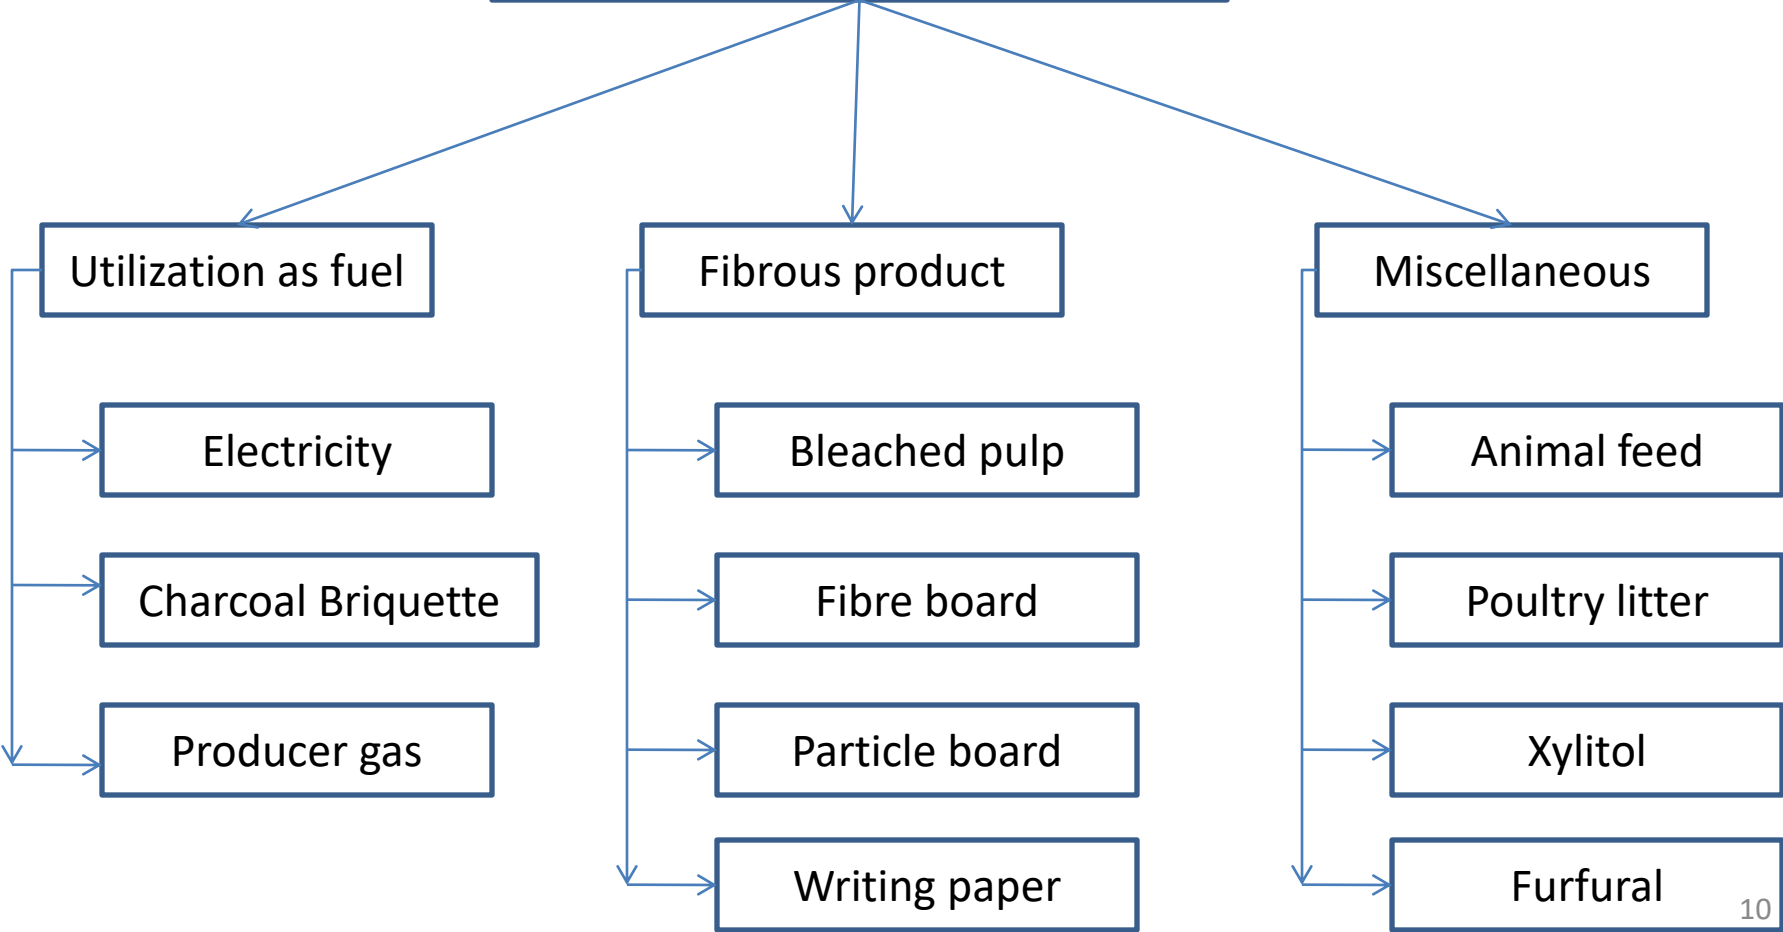 Utilization as fuel
Electricity
Charcoal Briquette
Producer gas
Fibrous product
Bleached pulp
Fibre board
Particle board
Writing paper
Miscellaneous
Animal feed
Poultry litter
Xylitol
Furfural
10